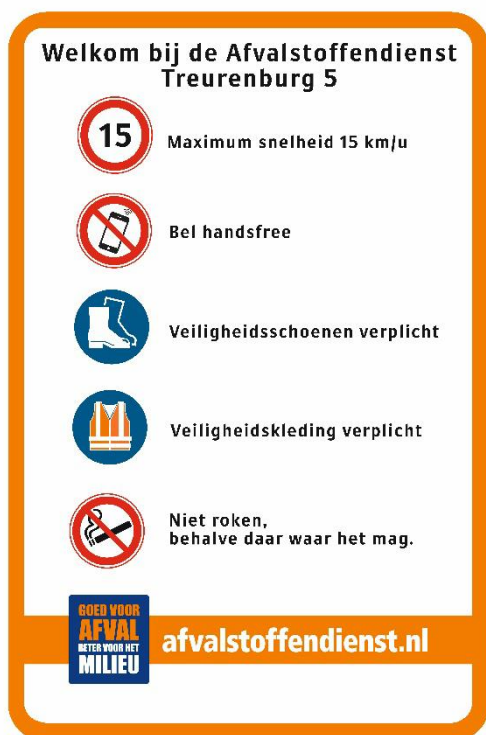 Welkom bij de Afvalstoffendienst
Treurenburg 5
15
Maximum snelheid 15 km/u
Bel handsfree
Veiligheidsschoenen verplicht
Veiligheidskleding verplicht
Niet roken,
behalve daar waar het mag.
GOED VOOR
AFVAL
BETER VOOR HET
MILIEU
afvalstoffendienst.nl